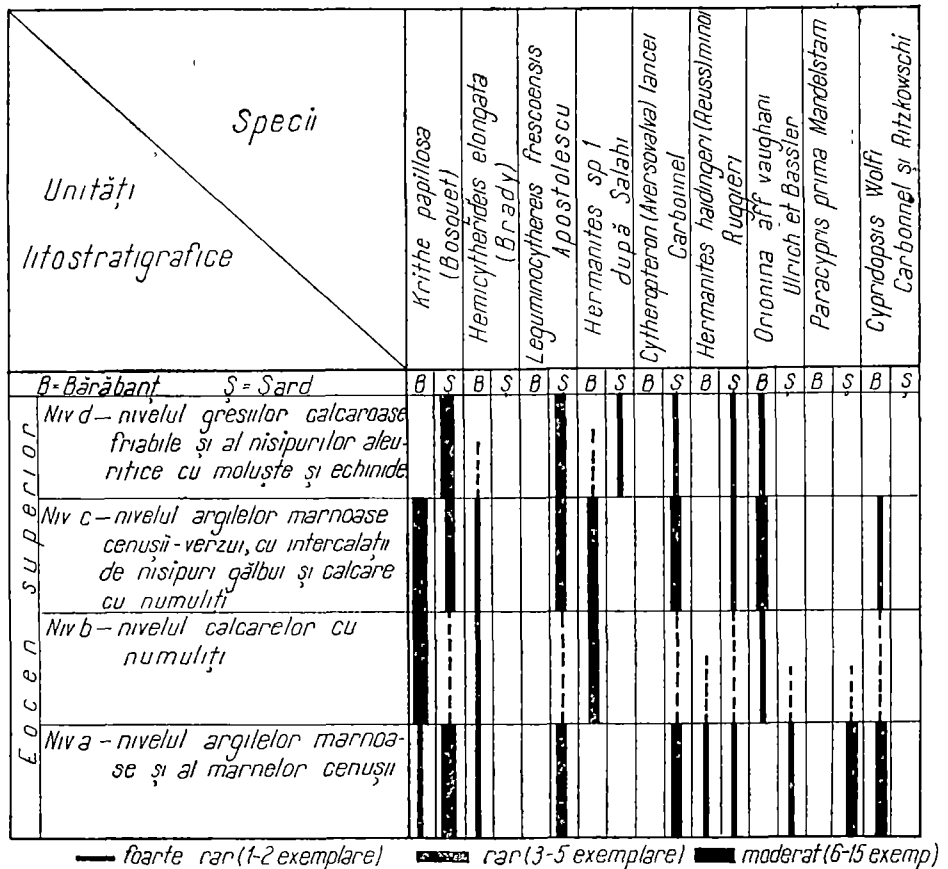 Specii
Unități
litostratigrafice
Krithe papillosa
(Bosquet)
Hemicytherideis elongata
(Brady)
Leguminocythereis frescoensis
Apostolescu
Hermanites sp 1
după Salahi
Cytheropteron (Aversovalva) lancei
Carbonnel
Hermanites haidingeri (Reuss) minor
Ruggieri
Orionina aff vaughani
Ulrich et Bassler
Paracypris prima Mandelstam
Cypridopsis Wolfi
Carbonnel și Ritzkowschi
B=Bărăbanț Ș=Șard
B Ș B Ș B Ș B Ș B Ș B Ș B Ș B Ș B Ș
Eocen superior
Niv d – nivelul gresiilor calcaroase
friabile și al nisipurilor aleu-
ritice cu moluște și echinide
Niv c – nivelul argilelor marnoase
cenușii-verzui, cu intercalații
de nisipuri gălbui și calcare
cu numuliti
Niv b – nivelul calcarelor cu
numuliți
Niv a – nivelul argilelor marnoa-
se și al marnelor cenușii
foarte rar (1-2 exemplare) rar (3-5 exemplare) moderat (6-15 exemp)